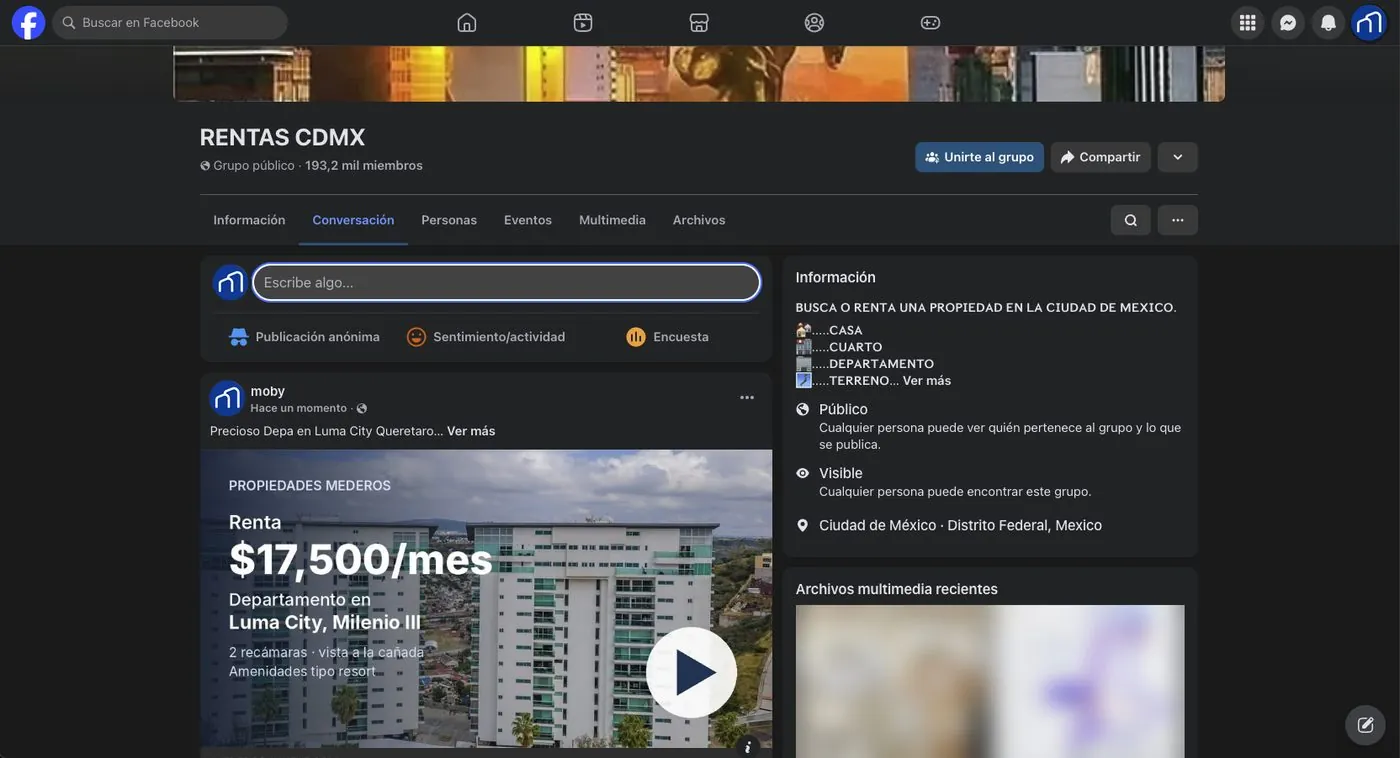 Buscar en Facebook
RENTAS CDMX
Grupo público · 193,2 mil miembros
Unirte al grupo
Compartir
Información
Conversación
Personas
Eventos
Multimedia
Archivos
Escribe algo...
Publicación anónima
Sentimiento/actividad
Encuesta
moby
Hace un momento ·
Precioso Depa en Luma City Queretaro... Ver más
PROPIEDADES MEDEROS
Renta
$17,500/mes
Departamento en
Luma City, Milenio III
2 recámaras · vista a la cañada
Amenidades tipo resort
Información
BUSCA O RENTA UNA PROPIEDAD EN LA CIUDAD DE MEXICO.
.....CASA
.....CUARTO
.....DEPARTAMENTO
.....TERRENO... Ver más
Público
Cualquier persona puede ver quién pertenece al grupo y lo que
se publica.
Visible
Cualquier persona puede encontrar este grupo.
Ciudad de México · Distrito Federal, Mexico
Archivos multimedia recientes